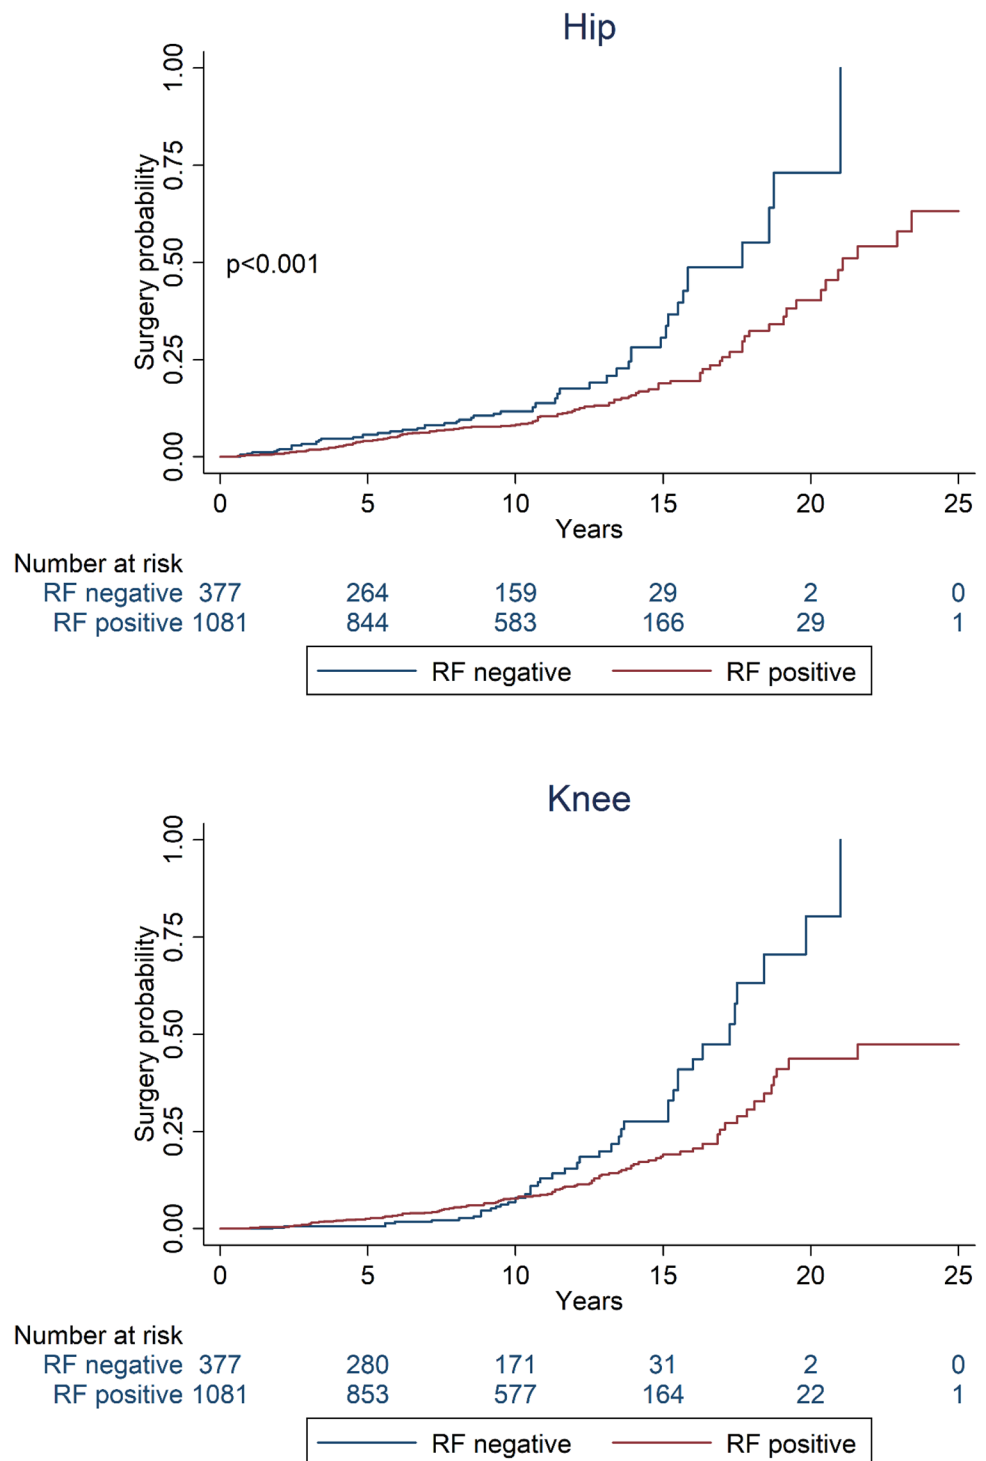 Hip
Surgery probability
1.00
0.75
0.50
0.25
0.00
p<0.001
0 5 10 15 20 25
Years
Number at risk
RF negative 377 264 159 29 2 0
RF positive 1081 844 583 166 29 1
RF negative RF positive
Knee
Surgery probability
1.00
0.75
0.50
0.25
0.00
0 5 10 15 20 25
Years
Number at risk
RF negative 377 280 171 31 2 0
RF positive 1081 853 577 164 22 1
RF negative RF positive